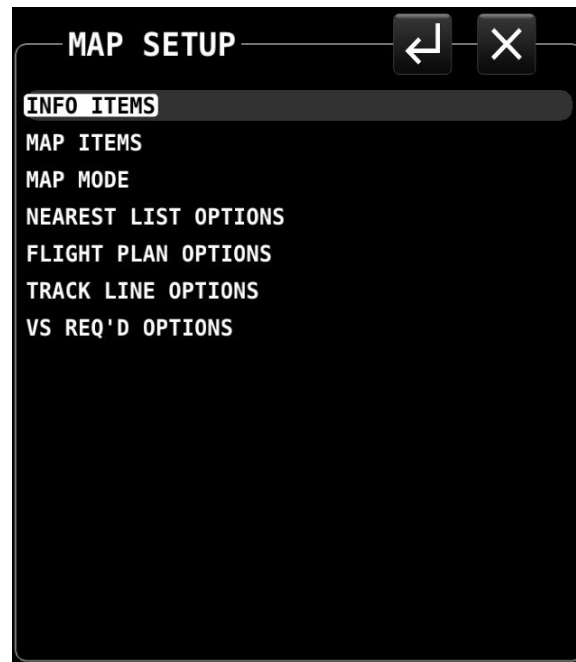 MAP SETUP
INFO ITEMS
MAP ITEMS
MAP MODE
NEAREST LIST OPTIONS
FLIGHT PLAN OPTIONS
TRACK LINE OPTIONS
VS REQ'D OPTIONS